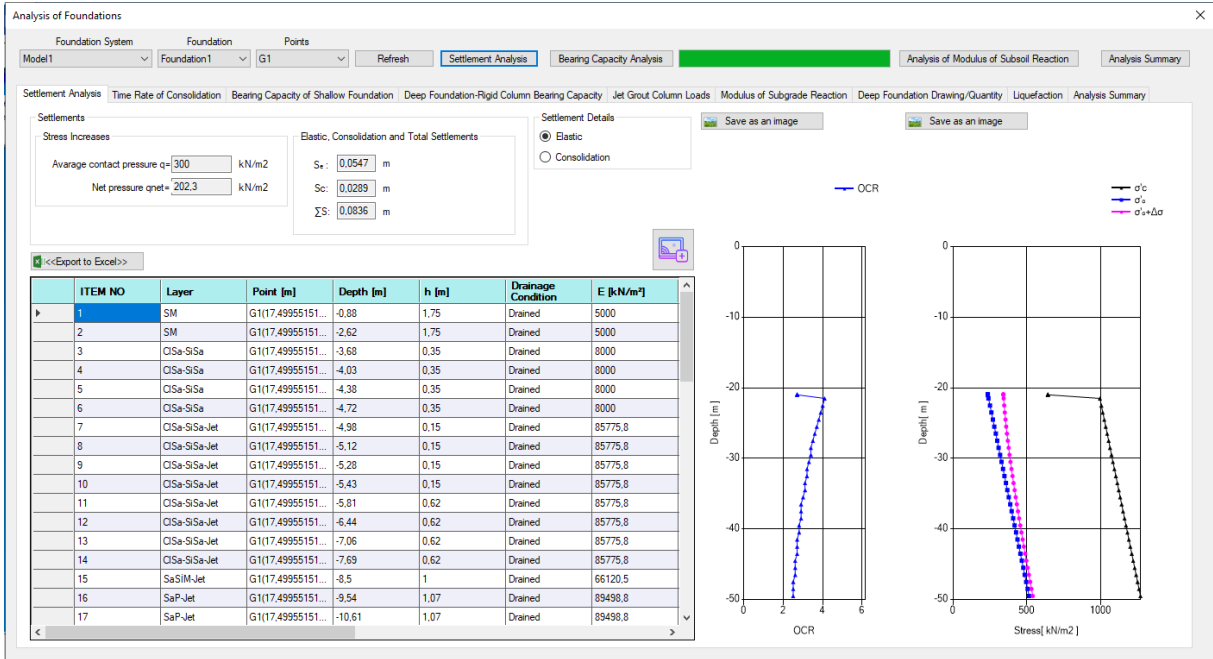 Analysis of Foundations
Foundation System Foundation Points
Model1 Foundation1 G1 Refresh Settlement Analysis Bearing Capacity Analysis Analysis of Modulus of Subsoil Reaction Analysis Summary
Settlement Analysis Time Rate of Consolidation Bearing Capacity of Shallow Foundation Deep Foundation-Rigid Column Bearing Capacity Jet Grout Column Loads Modulus of Subgrade Reaction Deep Foundation Drawing/Quantity Liquefaction Analysis Summary
Settlements
Stress Increases
Avarage contact pressure q= 300 kN/m2
Net pressure qnet= 202,3 kN/m2
Elastic, Consolidation and Total Settlements
Sₑ: 0,0547 m
Sc: 0,0289 m
∑S: 0,0836 m
Settlement Details
Elastic
Consolidation
Save as an image
Save as an image
<<Export to Excel>>
ITEM NO Layer Point [m] Depth [m] h [m] Drainage Condition E [kN/m²]
1 SM G1(17,49955151... -0,88 1,75 Drained 5000
2 SM G1(17,49955151... -2,62 1,75 Drained 5000
3 ClSa-SiSa G1(17,49955151... -3,68 0,35 Drained 8000
4 ClSa-SiSa G1(17,49955151... -4,03 0,35 Drained 8000
5 ClSa-SiSa G1(17,49955151... -4,38 0,35 Drained 8000
6 ClSa-SiSa G1(17,49955151... -4,72 0,35 Drained 8000
7 ClSa-SiSa-Jet G1(17,49955151... -4,98 0,15 Drained 85775,8
8 ClSa-SiSa-Jet G1(17,49955151... -5,12 0,15 Drained 85775,8
9 ClSa-SiSa-Jet G1(17,49955151... -5,28 0,15 Drained 85775,8
10 ClSa-SiSa-Jet G1(17,49955151... -5,43 0,15 Drained 85775,8
11 ClSa-SiSa-Jet G1(17,49955151... -5,81 0,62 Drained 85775,8
12 ClSa-SiSa-Jet G1(17,49955151... -6,44 0,62 Drained 85775,8
13 ClSa-SiSa-Jet G1(17,49955151... -7,06 0,62 Drained 85775,8
14 ClSa-SiSa-Jet G1(17,49955151... -7,69 0,62 Drained 85775,8
15 SaSiM-Jet G1(17,49955151... -8,5 1 Drained 66120,5
16 SaP-Jet G1(17,49955151... -9,54 1,07 Drained 89498,8
17 SaP-Jet G1(17,49955151... -10,61 1,07 Drained 89498,8
OCR
0
-10
-20
-30
-40
-50
Depth [m]
0 2 4 6
OCR
σ'c
σ'₀
σ'₀+Δσ
0
-10
-20
-30
-40
-50
Depth[ m ]
0 500 1000
Stress[ kN/m2 ]